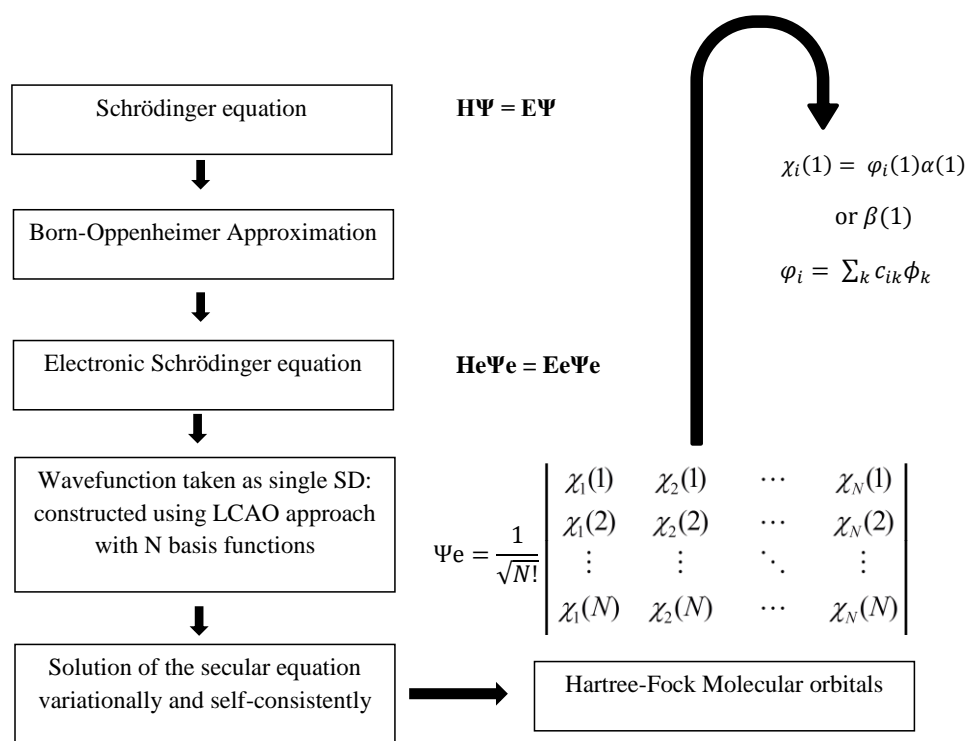 Schrödinger equation
HΨ = EΨ
χᵢ(1) = φᵢ(1)α(1)
or β(1)
φᵢ = ∑ₖ cᵢₖϕₖ
Born-Oppenheimer Approximation
Electronic Schrödinger equation
HeΨe = EeΨe
Wavefunction taken as single SD:
constructed using LCAO approach
with N basis functions
Ψe = 1/√N!
χ₁(1) χ₂(1) ⋯ χ_N(1)
χ₁(2) χ₂(2) ⋯ χ_N(2)
⋮ ⋮ ⋱ ⋮
χ₁(N) χ₂(N) ⋯ χ_N(N)
Solution of the secular equation
variationally and self-consistently
Hartree-Fock Molecular orbitals